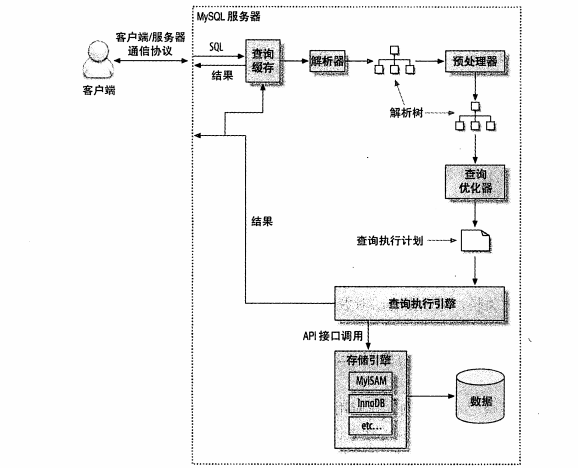 MySQL 服务器
客户端/服务器
通信协议
SQL
结果
客户端
查询
缓存
解析器
预处理器
解析树
查询
优化器
结果
查询执行计划
查询执行引擎
API 接口调用
存储引擎
MyISAM
InnoDB
etc...
数据